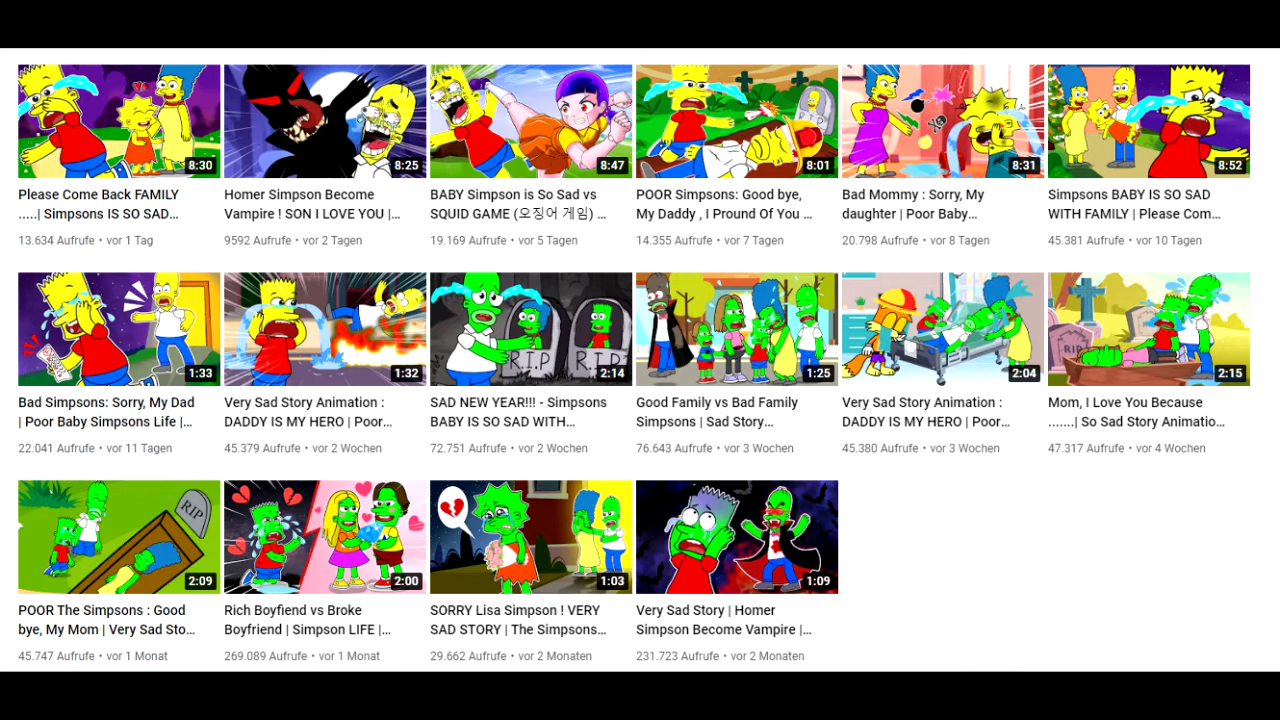 8:30
8:25
8:47
8:01
8:31
8:52
Please Come Back FAMILY
.....| Simpsons IS SO SAD...
13.634 Aufrufe • vor 1 Tag
Homer Simpson Become
Vampire ! SON I LOVE YOU |...
9592 Aufrufe • vor 2 Tagen
BABY Simpson is So Sad vs
SQUID GAME (오징어 게임) ...
19.169 Aufrufe • vor 5 Tagen
POOR Simpsons: Good bye,
My Daddy , I Pround Of You ...
14.355 Aufrufe • vor 7 Tagen
Bad Mommy : Sorry, My
daughter | Poor Baby...
20.798 Aufrufe • vor 8 Tagen
Simpsons BABY IS SO SAD
WITH FAMILY | Please Com...
45.381 Aufrufe • vor 10 Tagen
1:33
1:32
R.I.P
R.I.P
2:14
1:25
2:04
RIP
2:15
Bad Simpsons: Sorry, My Dad
| Poor Baby Simpsons Life |...
22.041 Aufrufe • vor 11 Tagen
Very Sad Story Animation :
DADDY IS MY HERO | Poor...
45.379 Aufrufe • vor 2 Wochen
SAD NEW YEAR!!! - Simpsons
BABY IS SO SAD WITH...
72.751 Aufrufe • vor 2 Wochen
Good Family vs Bad Family
Simpsons | Sad Story...
76.643 Aufrufe • vor 3 Wochen
Very Sad Story Animation :
DADDY IS MY HERO | Poor...
45.380 Aufrufe • vor 3 Wochen
Mom, I Love You Because
.......| So Sad Story Animatio...
47.317 Aufrufe • vor 4 Wochen
RIP
2:09
2:00
1:03
1:09
POOR The Simpsons : Good
bye, My Mom | Very Sad Sto...
45.747 Aufrufe • vor 1 Monat
Rich Boyfiend vs Broke
Boyfriend | Simpson LIFE |...
269.089 Aufrufe • vor 1 Monat
SORRY Lisa Simpson ! VERY
SAD STORY | The Simpsons...
29.662 Aufrufe • vor 2 Monaten
Very Sad Story | Homer
Simpson Become Vampire |...
231.723 Aufrufe • vor 2 Monaten